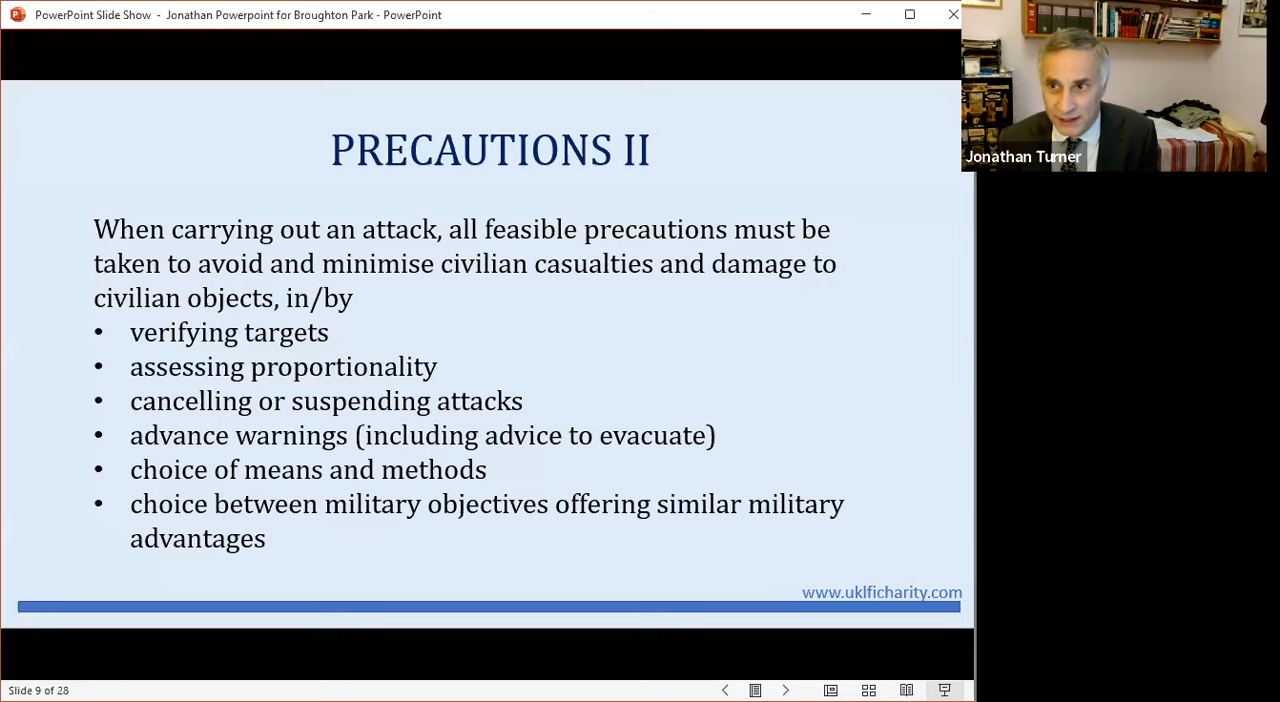 PowerPoint Slide Show - Jonathan Powerpoint for Broughton Park - PowerPoint
Jonathan Turner
PRECAUTIONS II
When carrying out an attack, all feasible precautions must be
taken to avoid and minimise civilian casualties and damage to
civilian objects, in/by
• verifying targets
• assessing proportionality
• cancelling or suspending attacks
• advance warnings (including advice to evacuate)
• choice of means and methods
• choice between military objectives offering similar military
advantages
www.uklficharity.com
Slide 9 of 28